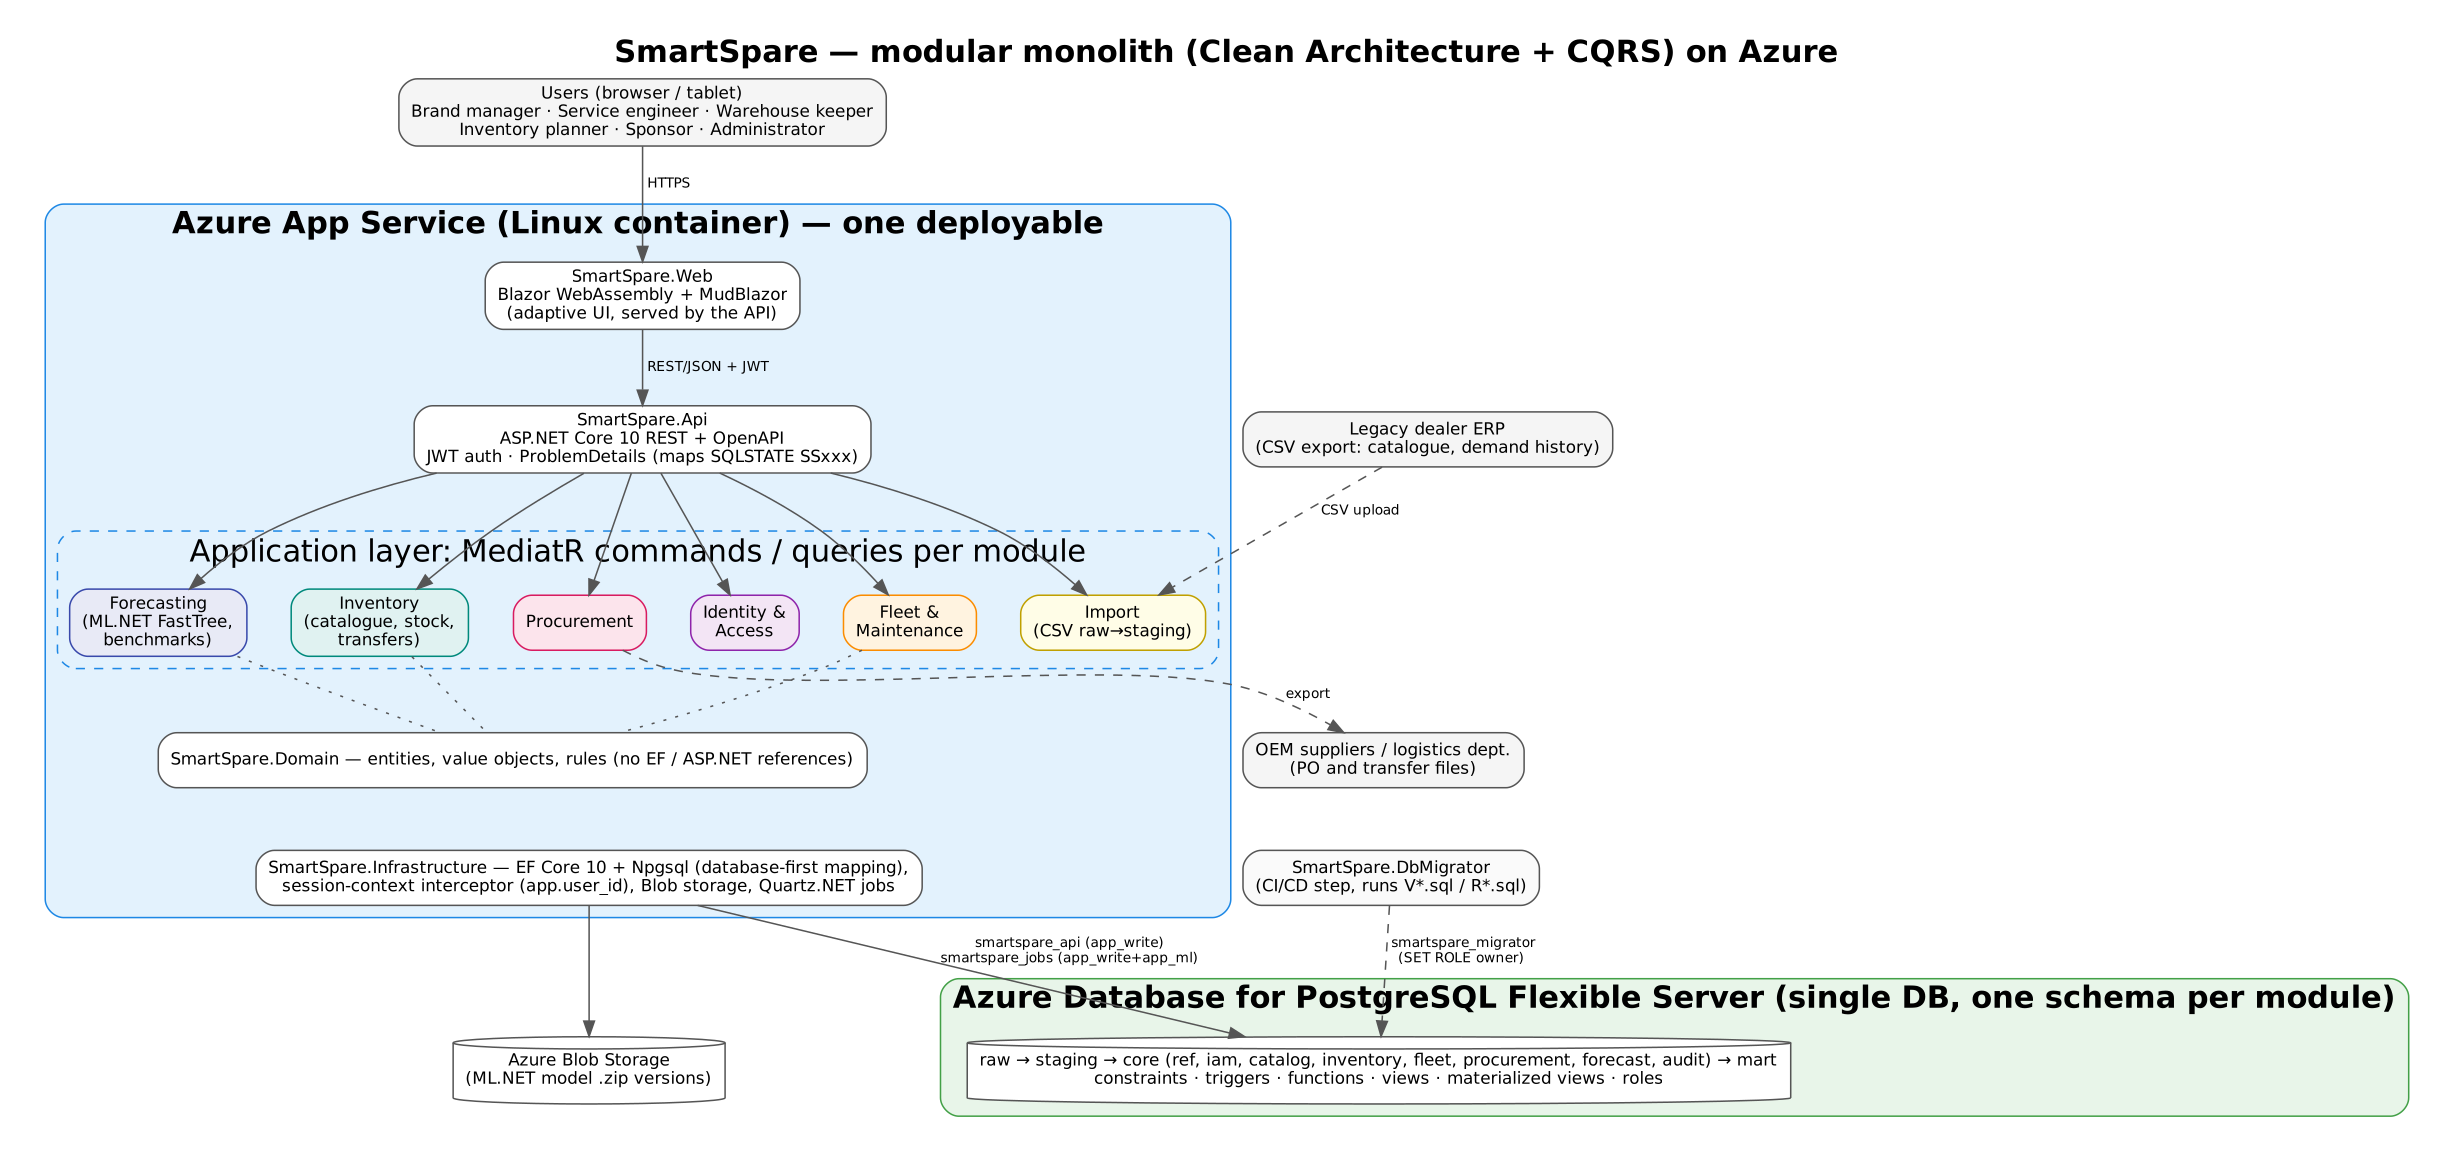 SmartSpare — modular monolith (Clean Architecture + CQRS) on Azure
Users (browser / tablet)
Brand manager · Service engineer · Warehouse keeper
Inventory planner · Sponsor · Administrator
HTTPS
Azure App Service (Linux container) — one deployable
SmartSpare.Web
Blazor WebAssembly + MudBlazor
(adaptive UI, served by the API)
REST/JSON + JWT
SmartSpare.Api
ASP.NET Core 10 REST + OpenAPI
JWT auth · ProblemDetails (maps SQLSTATE SSxxx)
Legacy dealer ERP
(CSV export: catalogue, demand history)
CSV upload
Application layer: MediatR commands / queries per module
Forecasting
(ML.NET FastTree,
benchmarks)
Inventory
(catalogue, stock,
transfers)
Procurement
Identity &
Access
Fleet &
Maintenance
Import
(CSV raw→staging)
export
SmartSpare.Domain — entities, value objects, rules (no EF / ASP.NET references)
OEM suppliers / logistics dept.
(PO and transfer files)
SmartSpare.Infrastructure — EF Core 10 + Npgsql (database-first mapping),
session-context interceptor (app.user_id), Blob storage, Quartz.NET jobs
SmartSpare.DbMigrator
(CI/CD step, runs V*.sql / R*.sql)
smartspare_api (app_write)
smartspare_jobs (app_write+app_ml)
smartspare_migrator
(SET ROLE owner)
Azure Database for PostgreSQL Flexible Server (single DB, one schema per module)
Azure Blob Storage
(ML.NET model .zip versions)
raw → staging → core (ref, iam, catalog, inventory, fleet, procurement, forecast, audit) → mart
constraints · triggers · functions · views · materialized views · roles